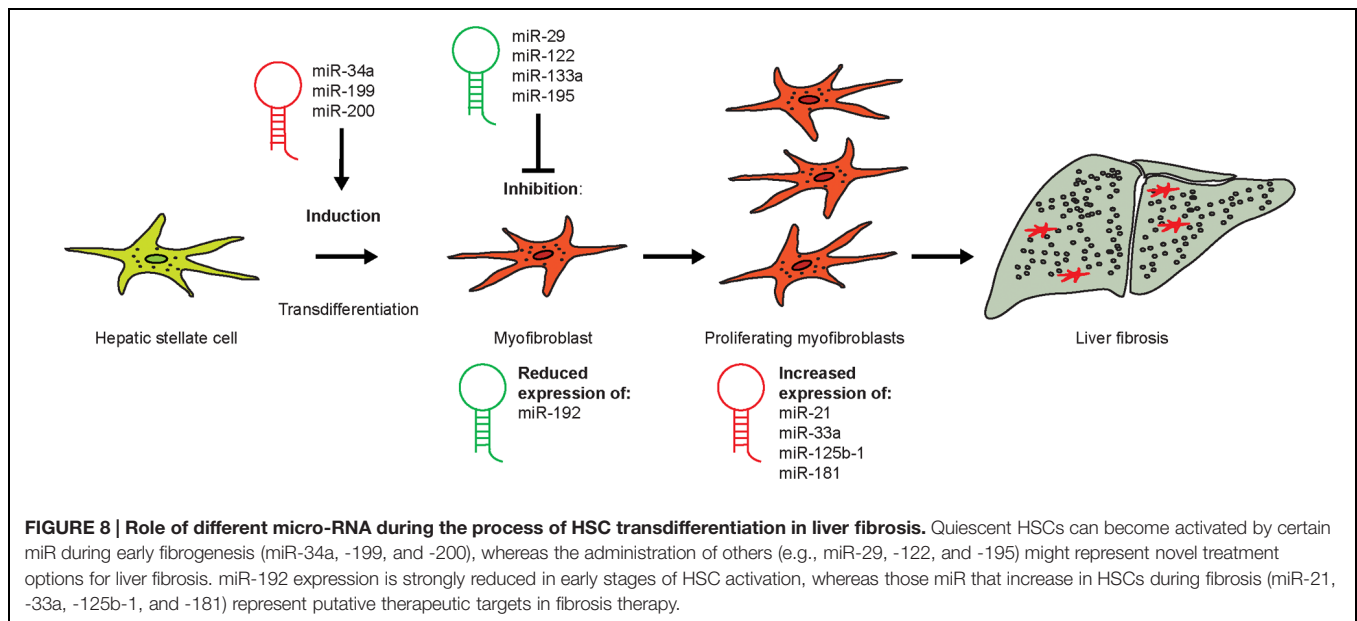 miR-34a
miR-199
miR-200
miR-29
miR-122
miR-133a
miR-195
Induction
Inhibition:
Transdifferentiation
Hepatic stellate cell
Myofibroblast
Proliferating myofibroblasts
Liver fibrosis
Reduced
expression of:
miR-192
Increased
expression of:
miR-21
miR-33a
miR-125b-1
miR-181
FIGURE 8 | Role of different micro-RNA during the process of HSC transdifferentiation in liver fibrosis. Quiescent HSCs can become activated by certain
miR during early fibrogenesis (miR-34a, -199, and -200), whereas the administration of others (e.g., miR-29, -122, and -195) might represent novel treatment
options for liver fibrosis. miR-192 expression is strongly reduced in early stages of HSC activation, whereas those miR that increase in HSCs during fibrosis (miR-21,
-33a, -125b-1, and -181) represent putative therapeutic targets in fibrosis therapy.